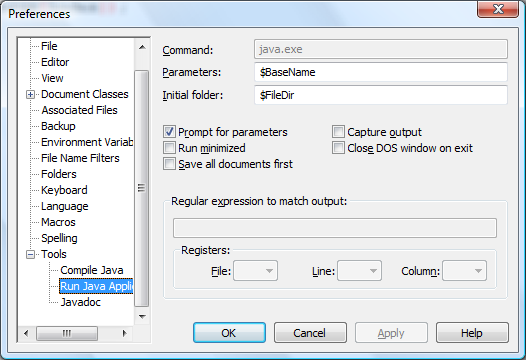 Preferences
File
Editor
View
Document Classes
Associated Files
Backup
Environment Variab
File Name Filters
Folders
Keyboard
Language
Macros
Spelling
Tools
Compile Java
Run Java Applic
Javadoc
Command: java.exe
Parameters: $BaseName
Initial folder: $FileDir
Prompt for parameters Capture output
Run minimized Close DOS window on exit
Save all documents first
Regular expression to match output:
Registers:
File: Line: Column:
OK Cancel Apply Help